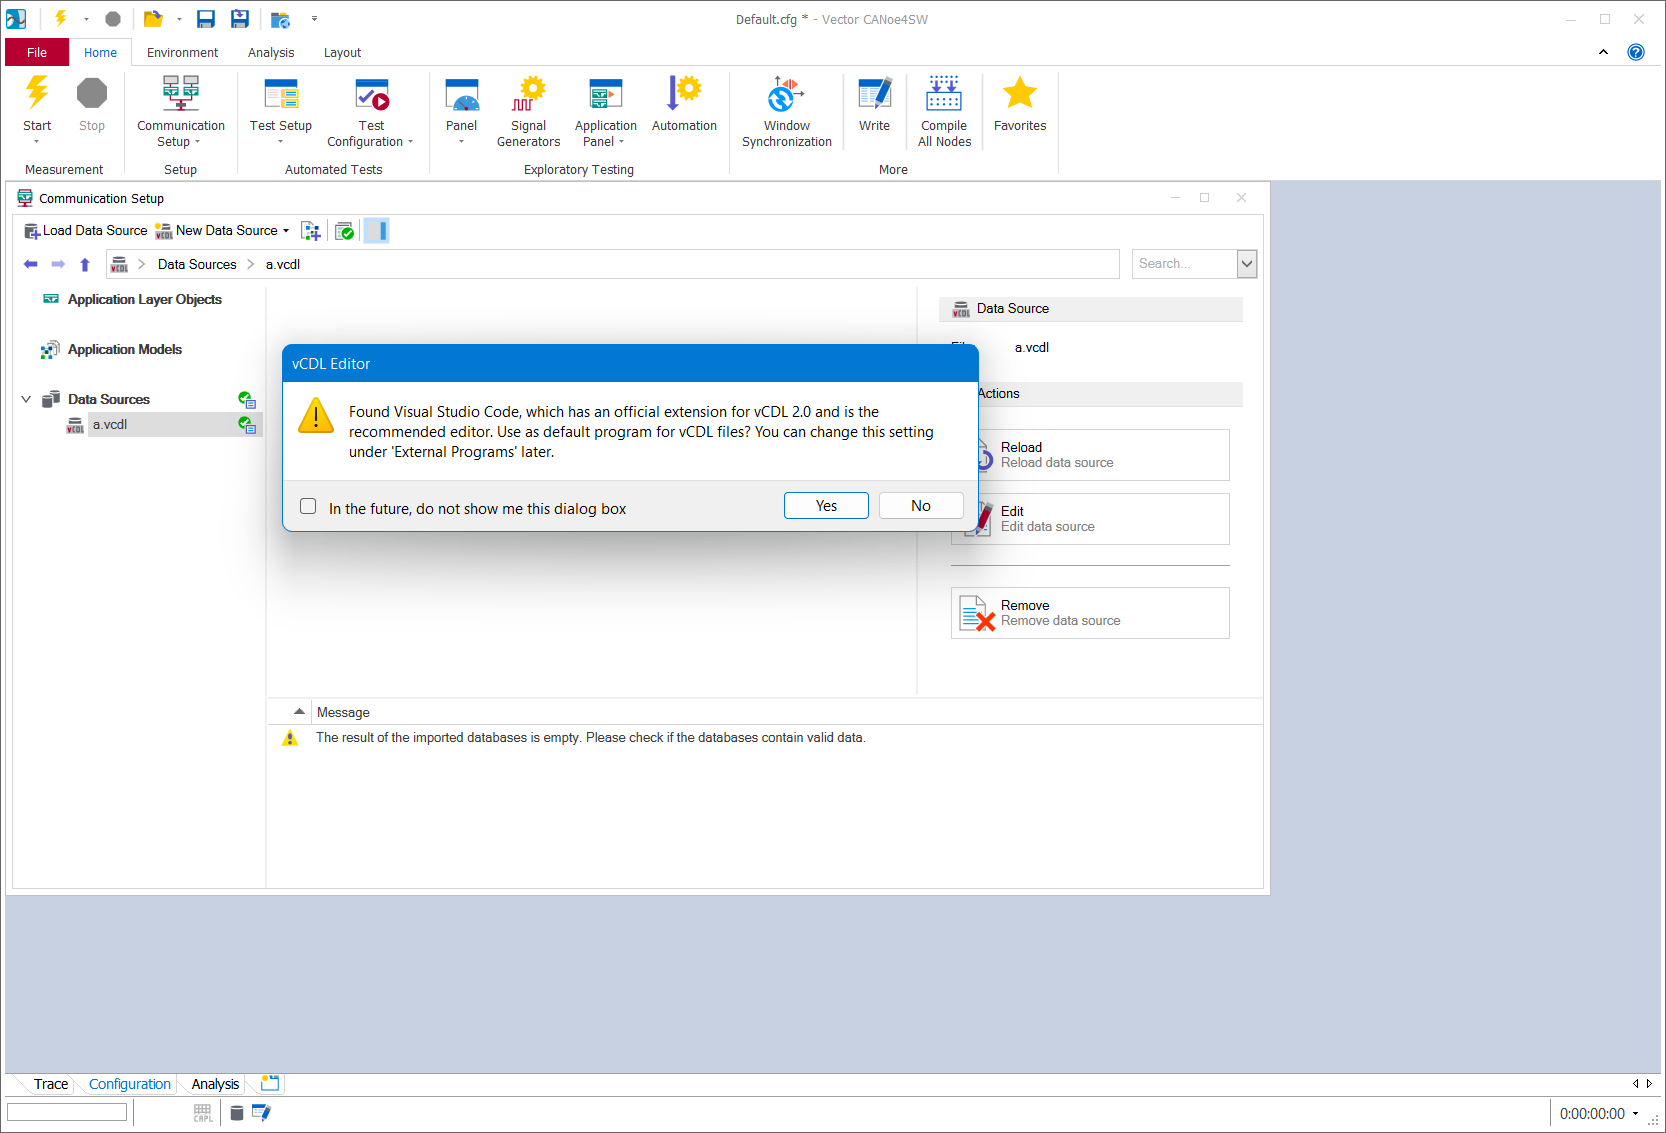 Default.cfg * - Vector CANoe4SW
File Home Environment Analysis Layout
Start Stop Communication Setup Test Setup Test Configuration Panel Signal Generators Application Panel Automation Window Synchronization Write Compile All Nodes Favorites
Measurement Setup Automated Tests Exploratory Testing More
Communication Setup
Load Data Source New Data Source
Data Sources a.vcdl Search...
Application Layer Objects
Application Models
Data Sources
a.vcdl
Data Source
a.vcdl
Actions
Reload
Reload data source
Edit
Edit data source
Remove
Remove data source
vCDL Editor
Found Visual Studio Code, which has an official extension for vCDL 2.0 and is the
recommended editor. Use as default program for vCDL files? You can change this setting
under 'External Programs' later.
In the future, do not show me this dialog box Yes No
Message
The result of the imported databases is empty. Please check if the databases contain valid data.
Trace Configuration Analysis
CAPL
0:00:00:00